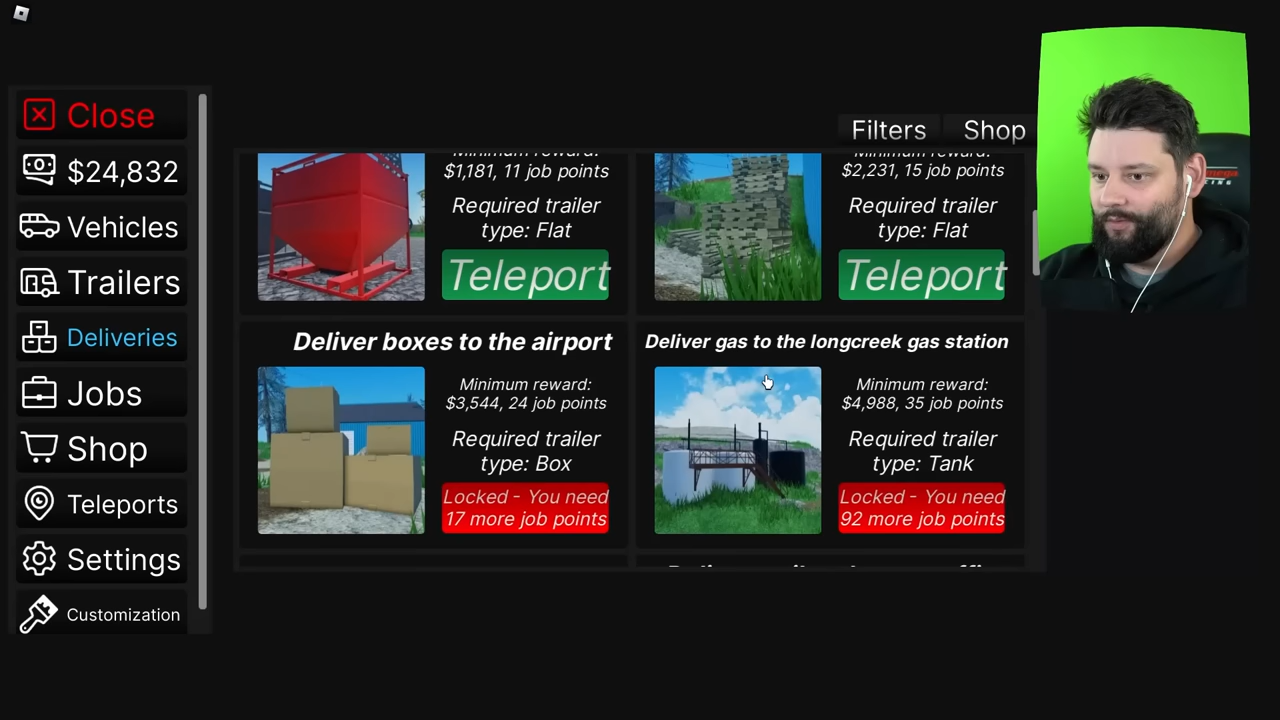 Close
$24,832
Vehicles
Trailers
Deliveries
Jobs
Shop
Teleports
Settings
Customization
Filters
Shop
Minimum reward:
$1,181, 11 job points
Required trailer
type: Flat
Teleport
Minimum reward:
$2,231, 15 job points
Required trailer
type: Flat
Teleport
Deliver boxes to the airport
Minimum reward:
$3,544, 24 job points
Required trailer
type: Box
Locked - You need
17 more job points
Deliver gas to the longcreek gas station
Minimum reward:
$4,988, 35 job points
Required trailer
type: Tank
Locked - You need
92 more job points